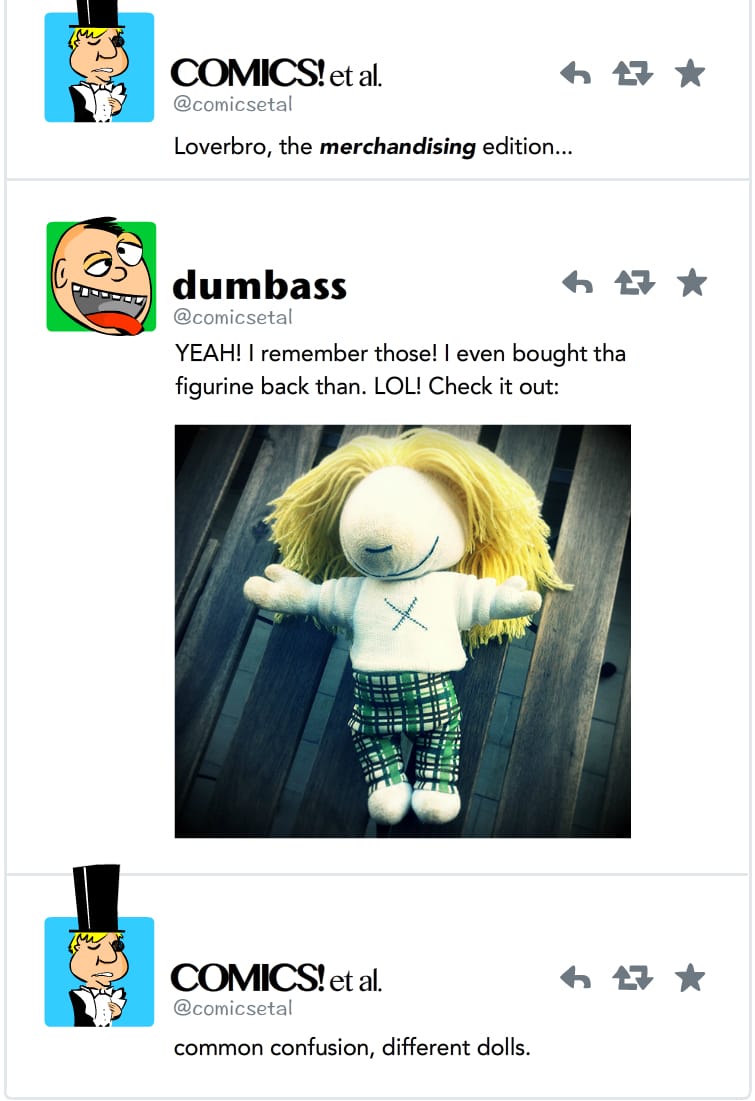 COMICS! et al.
@comicsetal
Loverbro, the merchandising edition...
dumbass
@comicsetal
YEAH! I remember those! I even bought tha
figurine back than. LOL! Check it out:
X
COMICS! et al.
@comicsetal
common confusion, different dolls.